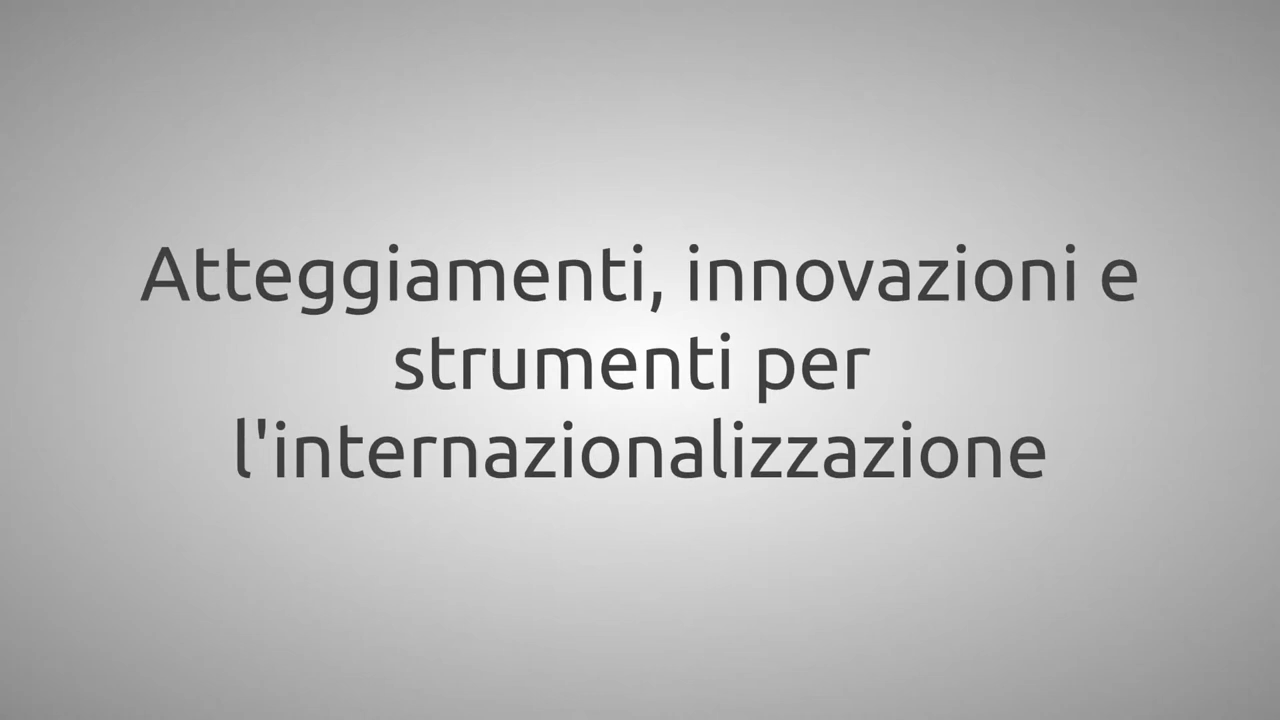 Atteggiamenti, innovazioni e
strumenti per
l'internazionalizzazione